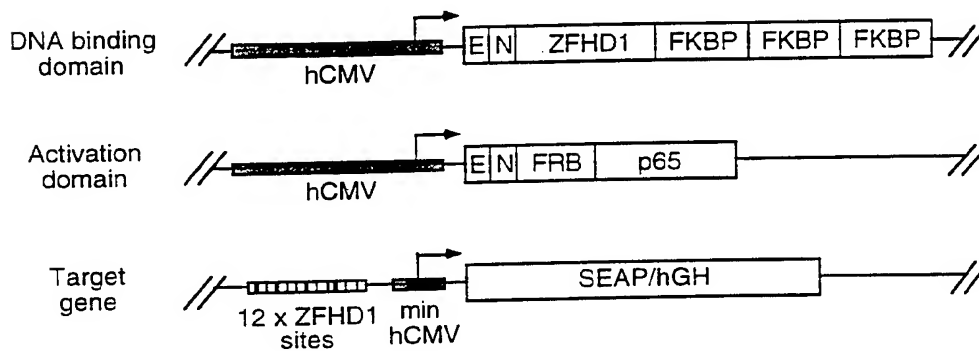 DNA binding
domain
hCMV
E N ZFHD1 FKBP FKBP FKBP
Activation
domain
hCMV
E N FRB p65
Target
gene
12 x ZFHD1
sites
min
hCMV
SEAP/hGH